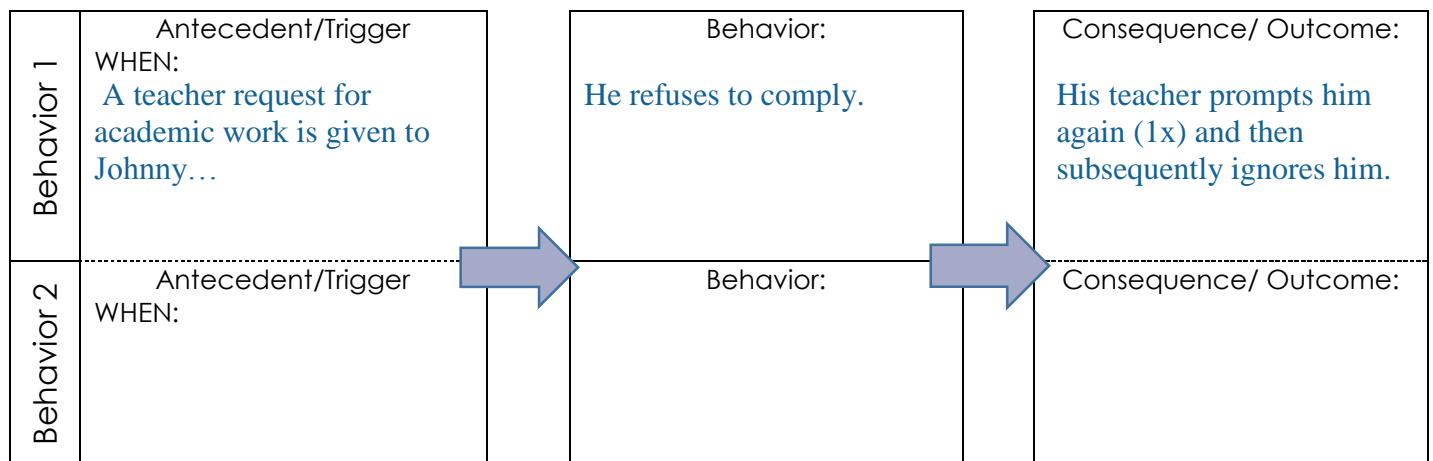 Behavior 1
Antecedent/Trigger
WHEN:
A teacher request for
academic work is given to
Johnny…
Behavior:
He refuses to comply.
Consequence/ Outcome:
His teacher prompts him
again (1x) and then
subsequently ignores him.
Behavior 2
Antecedent/Trigger
WHEN:
Behavior:
Consequence/ Outcome: